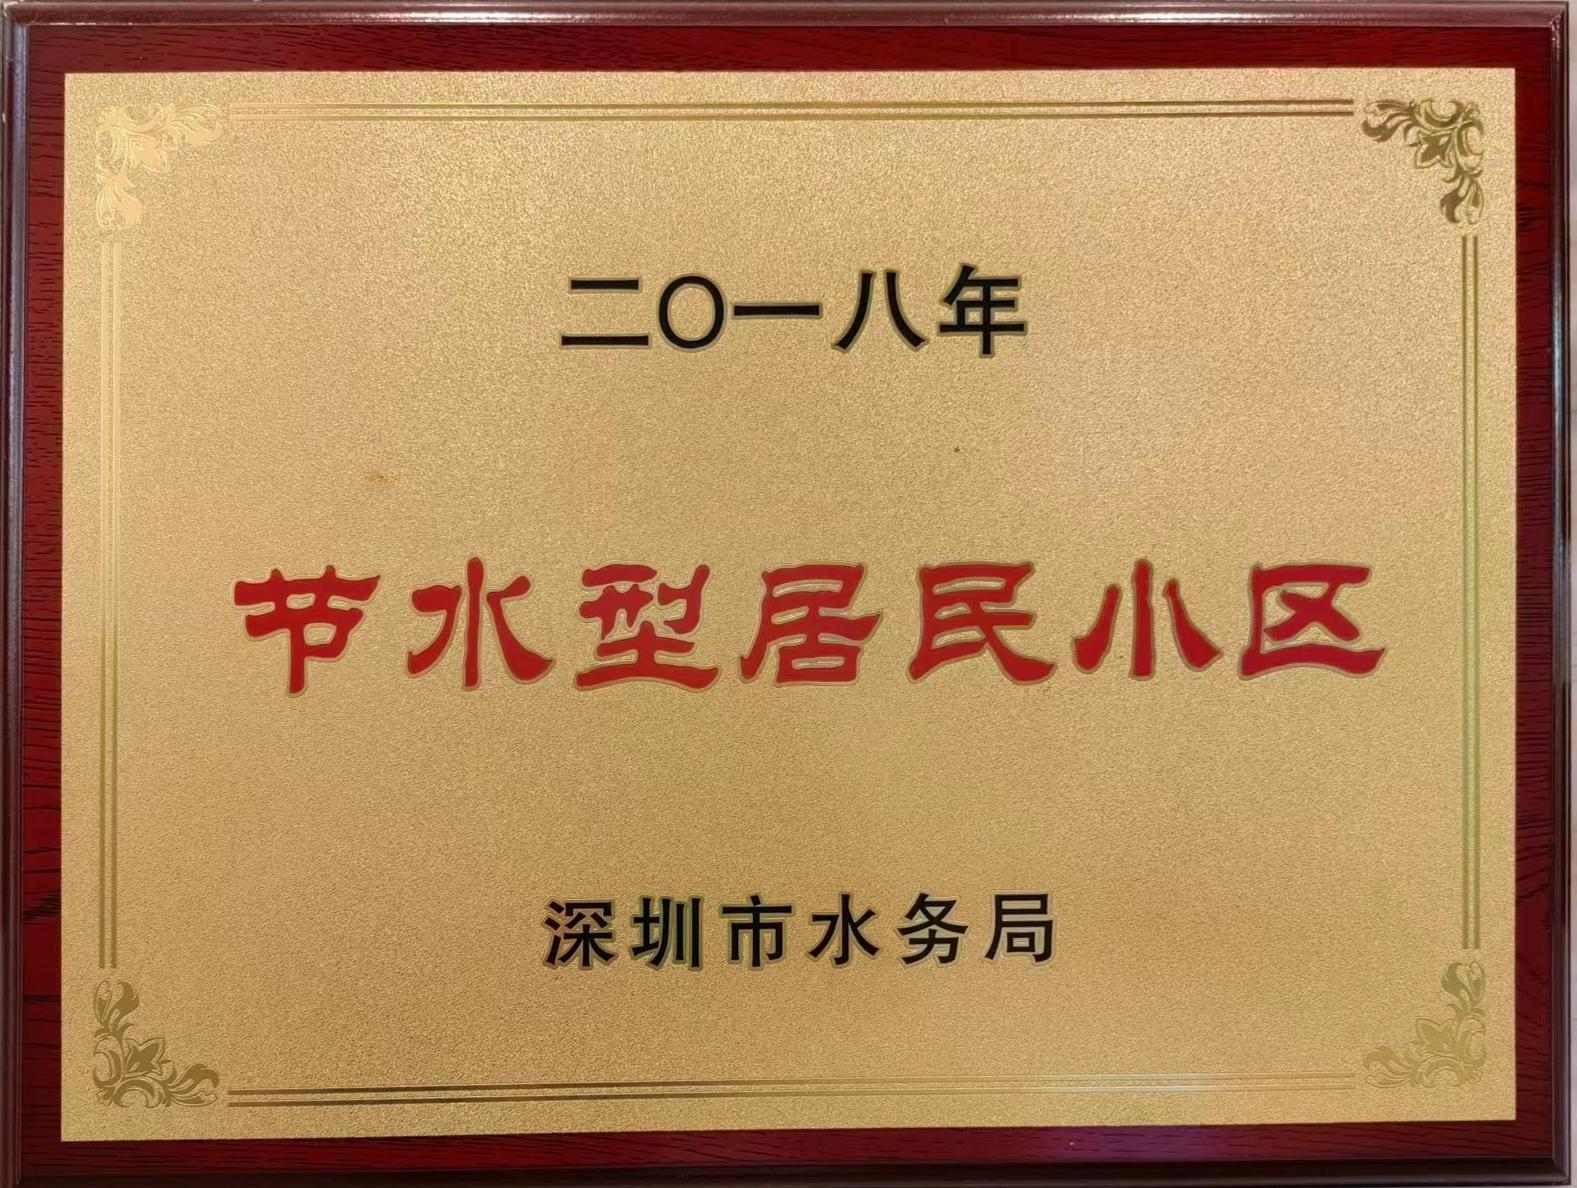 二〇一八年
节水型居民小区
深圳市水务局